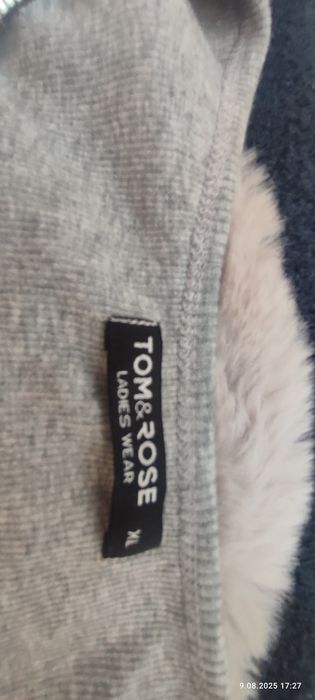 TOM&ROSE
LADIES WEAR
XL
9.08.2025 17:27